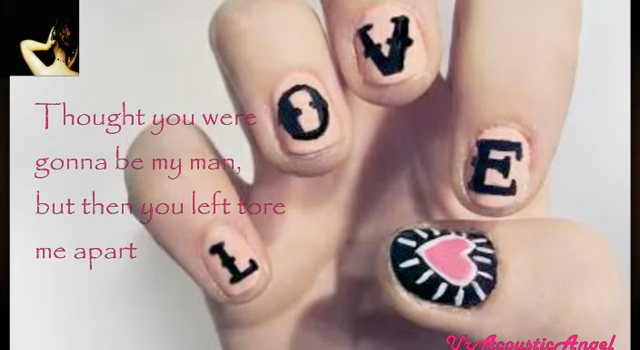 Thought you were
gonna be my man,
but then you left tore
me apart
L O V E
UrAcousticAngel